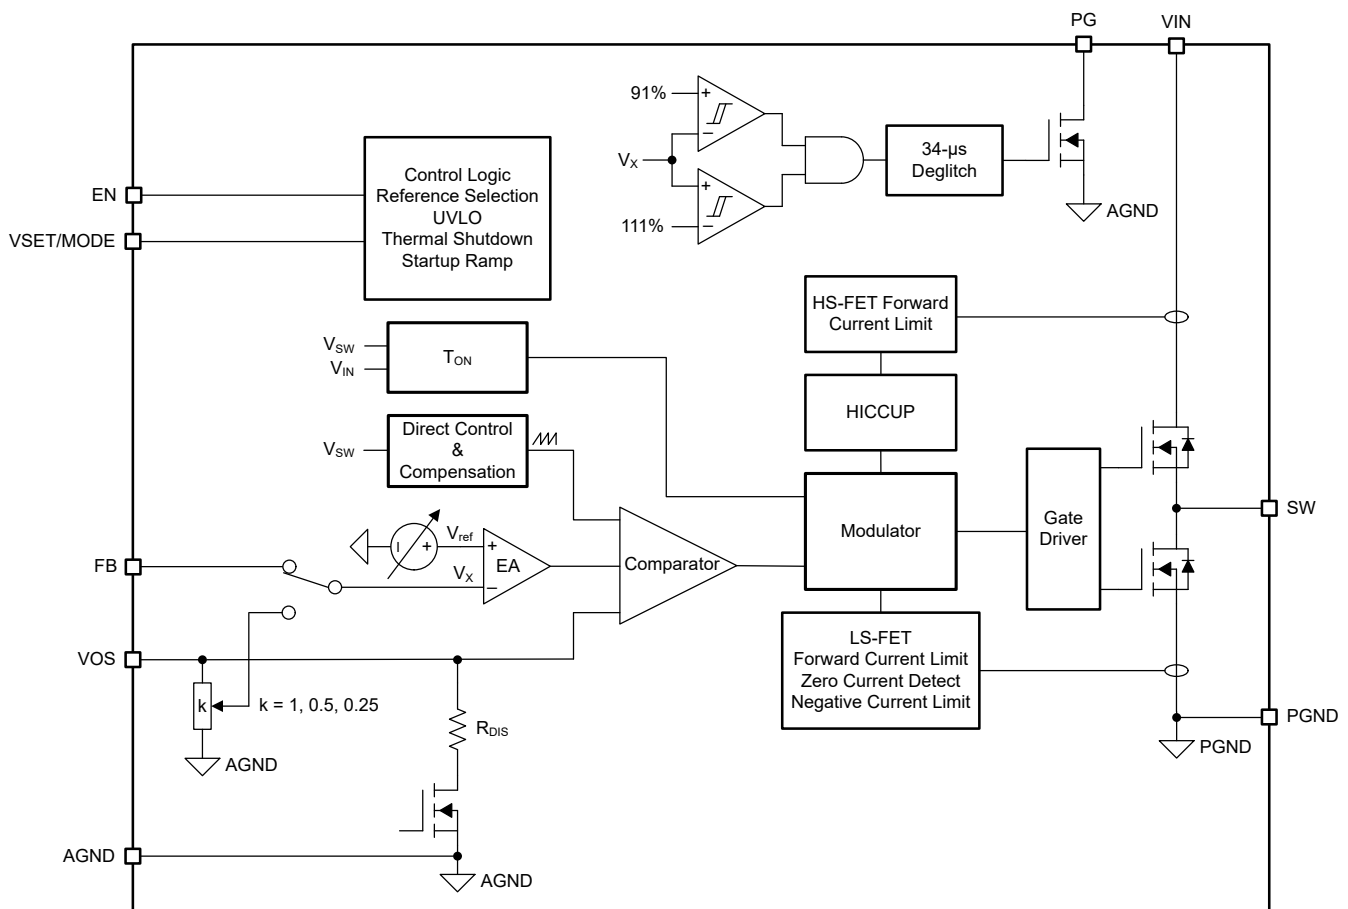 PG
VIN
91%
+
−
VX
+
−
111%
34-µs
Deglitch
AGND
EN
VSET/MODE
Control Logic
Reference Selection
UVLO
Thermal Shutdown
Startup Ramp
HS-FET Forward
Current Limit
VSW
VIN
TON
HICCUP
VSW
Direct Control
&
Compensation
Modulator
Gate
Driver
SW
FB
Vref
+
VX
+
−
EA
Comparator
VOS
k
k = 1, 0.5, 0.25
AGND
RDIS
LS-FET
Forward Current Limit
Zero Current Detect
Negative Current Limit
PGND
PGND
AGND
AGND